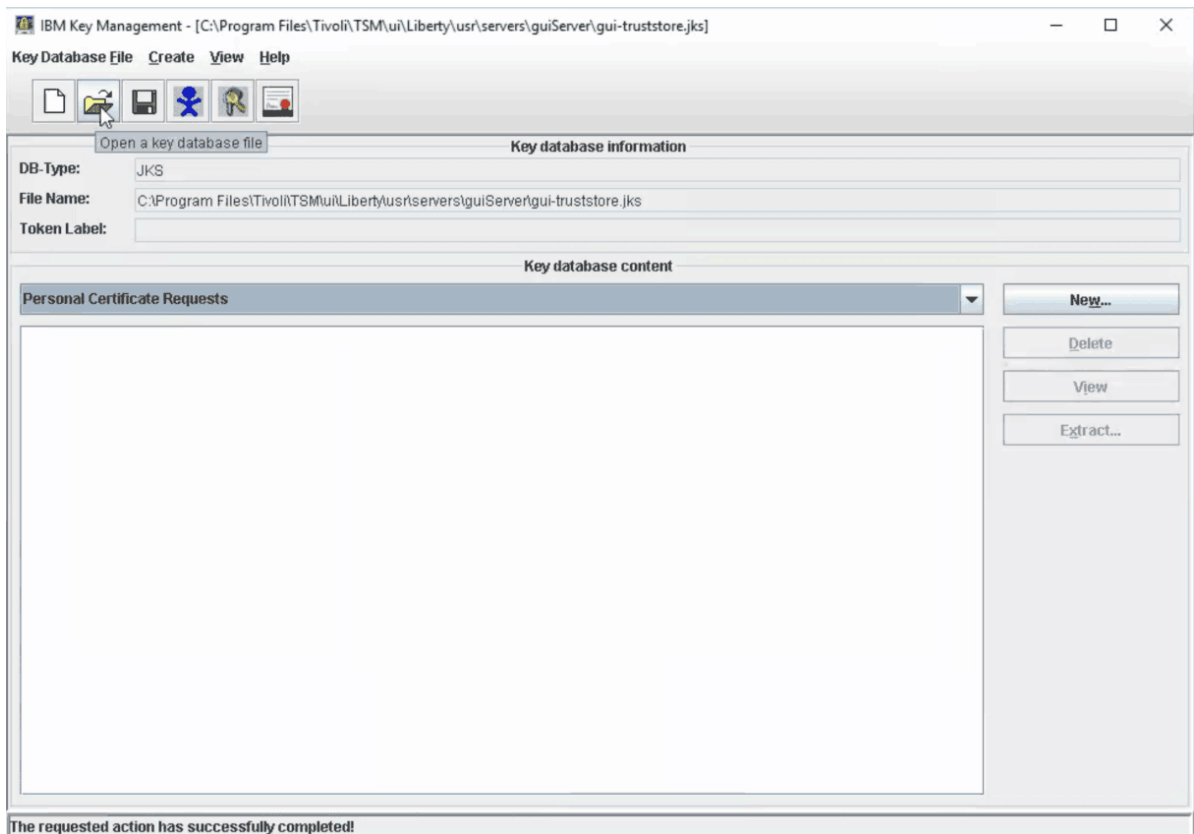 IBM Key Management - [C:\Program Files\Tivoli\TSM\ui\Liberty\usr\servers\guiServer\gui-truststore.jks]
Key Database File Create View Help
Open a key database file
Key database information
DB-Type: JKS
File Name: C:\Program Files\Tivoli\TSM\ui\Liberty\usr\servers\guiServer\gui-truststore.jks
Token Label:
Key database content
Personal Certificate Requests
New...
Delete
View
Extract...
The requested action has successfully completed!